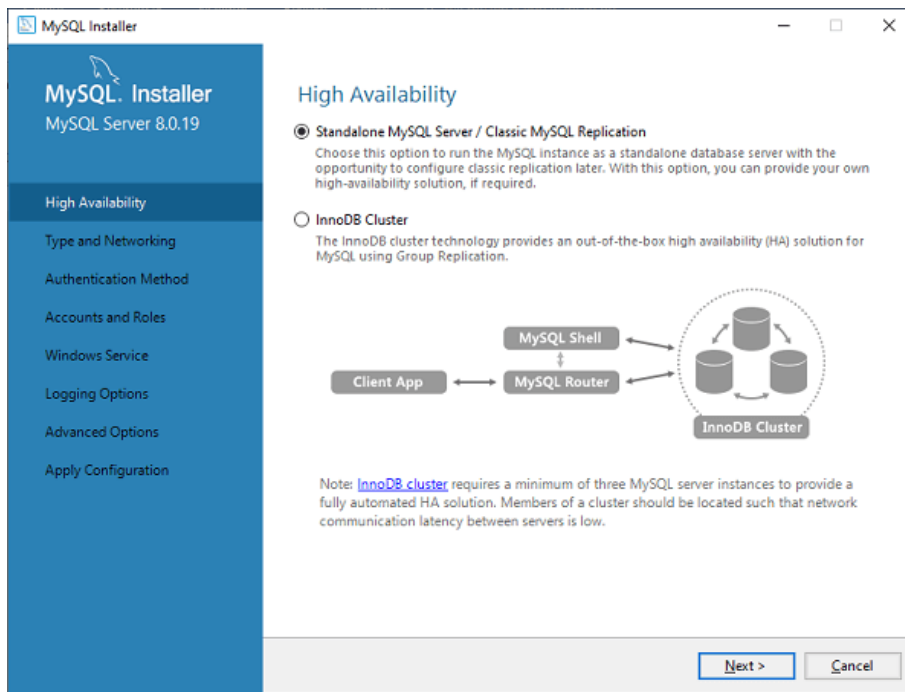 MySQL Installer
MySQL. Installer
MySQL Server 8.0.19
High Availability
Type and Networking
Authentication Method
Accounts and Roles
Windows Service
Logging Options
Advanced Options
Apply Configuration
High Availability
Standalone MySQL Server / Classic MySQL Replication
Choose this option to run the MySQL instance as a standalone database server with the
opportunity to configure classic replication later. With this option, you can provide your own
high-availability solution, if required.
InnoDB Cluster
The InnoDB cluster technology provides an out-of-the-box high availability (HA) solution for
MySQL using Group Replication.
MySQL Shell
Client App
MySQL Router
InnoDB Cluster
Note: InnoDB cluster requires a minimum of three MySQL server instances to provide a
fully automated HA solution. Members of a cluster should be located such that network
communication latency between servers is low.
Next >
Cancel